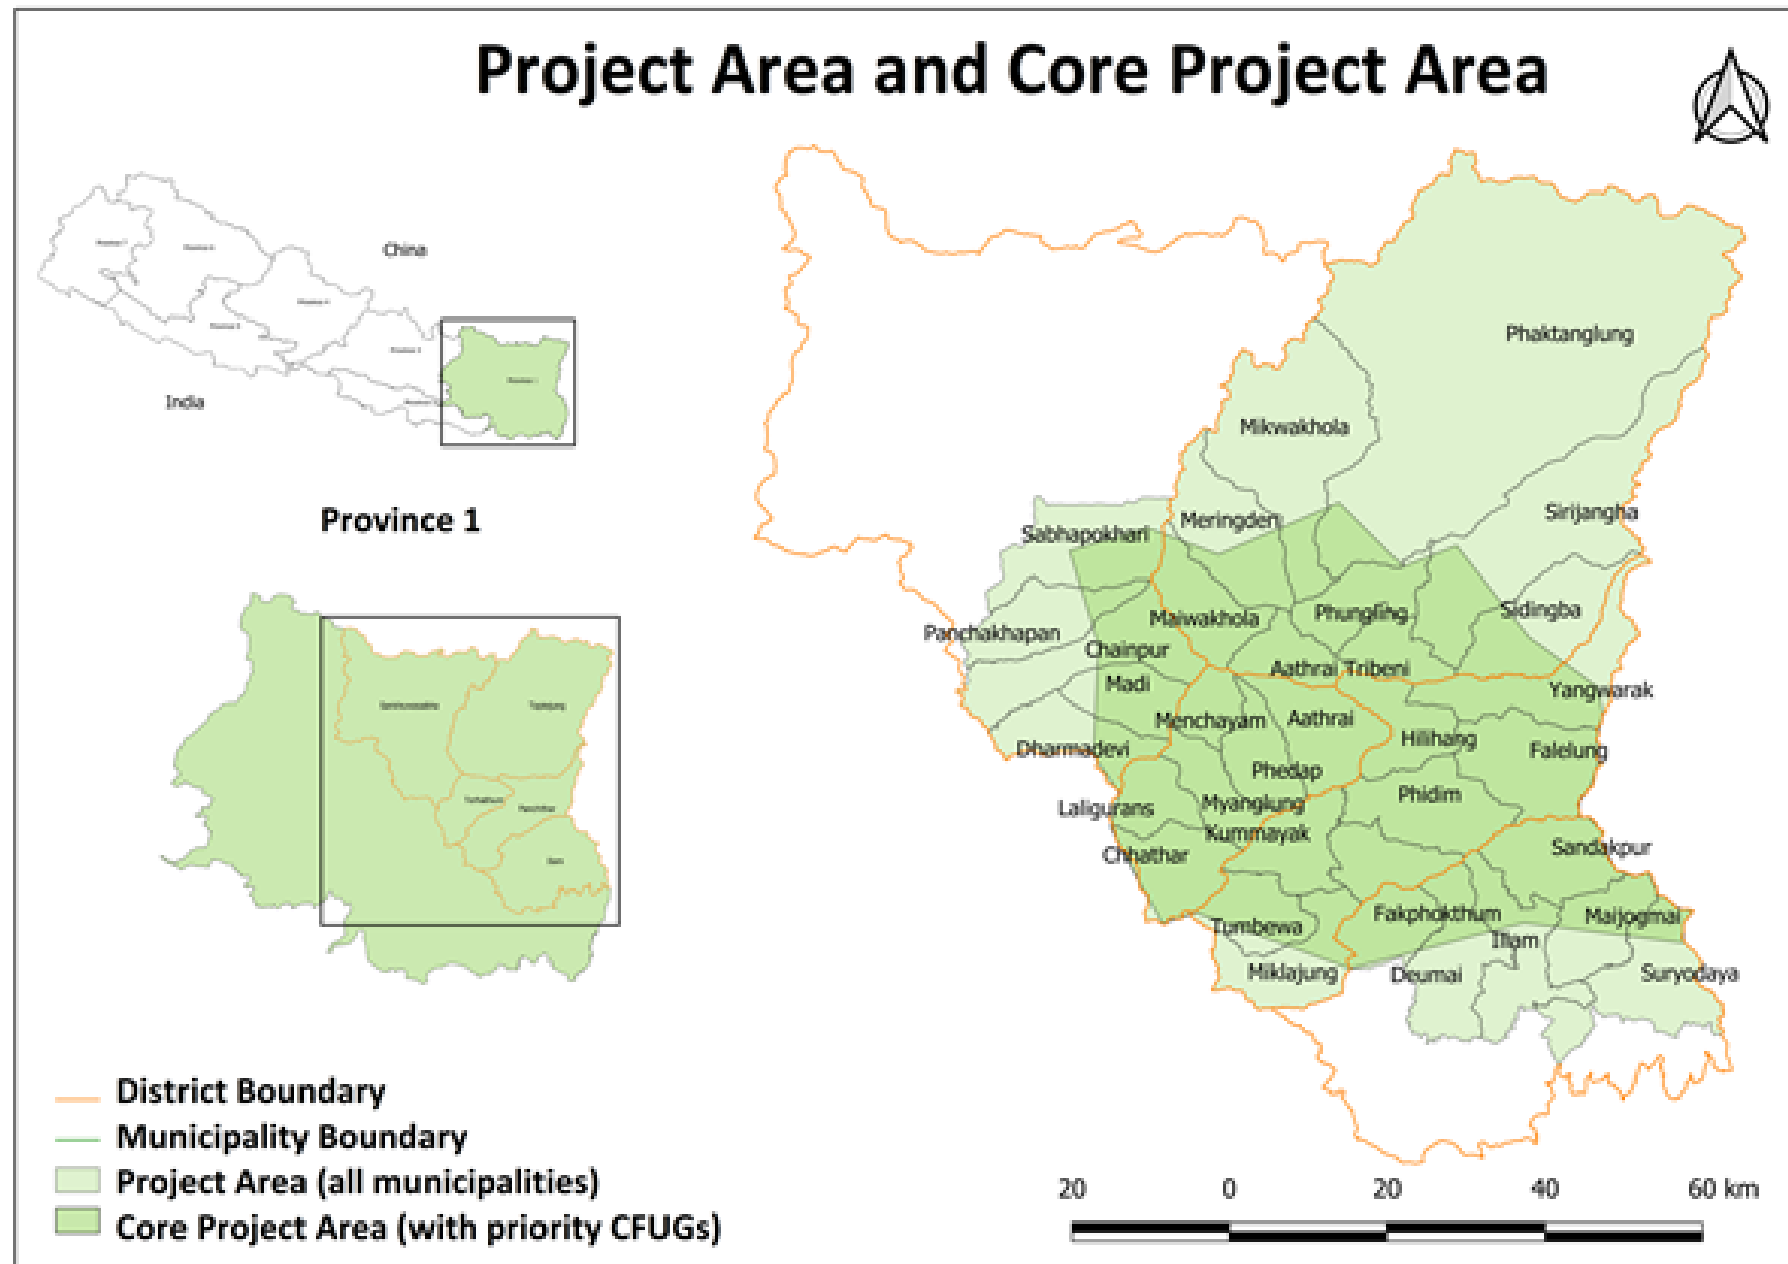 Project Area and Core Project Area
China
India
Province 1
Phaktanglung
Mikwakhola
Sirijangha
Meringden
Sabhapokhari
Sidingba
Phungling
Maiwakhola
Panchakhapan
Chainpur
Aathrai Tribeni
Madi
Yangwarak
Menchayam
Aathrai
Hilihang
Falelung
Dharmadevi
Phedap
Phidim
Laligurans
Myanglung
Kummayak
Sandakpur
Chhathar
Fakphokthum
Maijogmai
Tumbewa
Illam
Miklajung
Deumai
Suryodaya
District Boundary
Municipality Boundary
Project Area (all municipalities)
Core Project Area (with priority CFUGs)
20 0 20 40 60 km